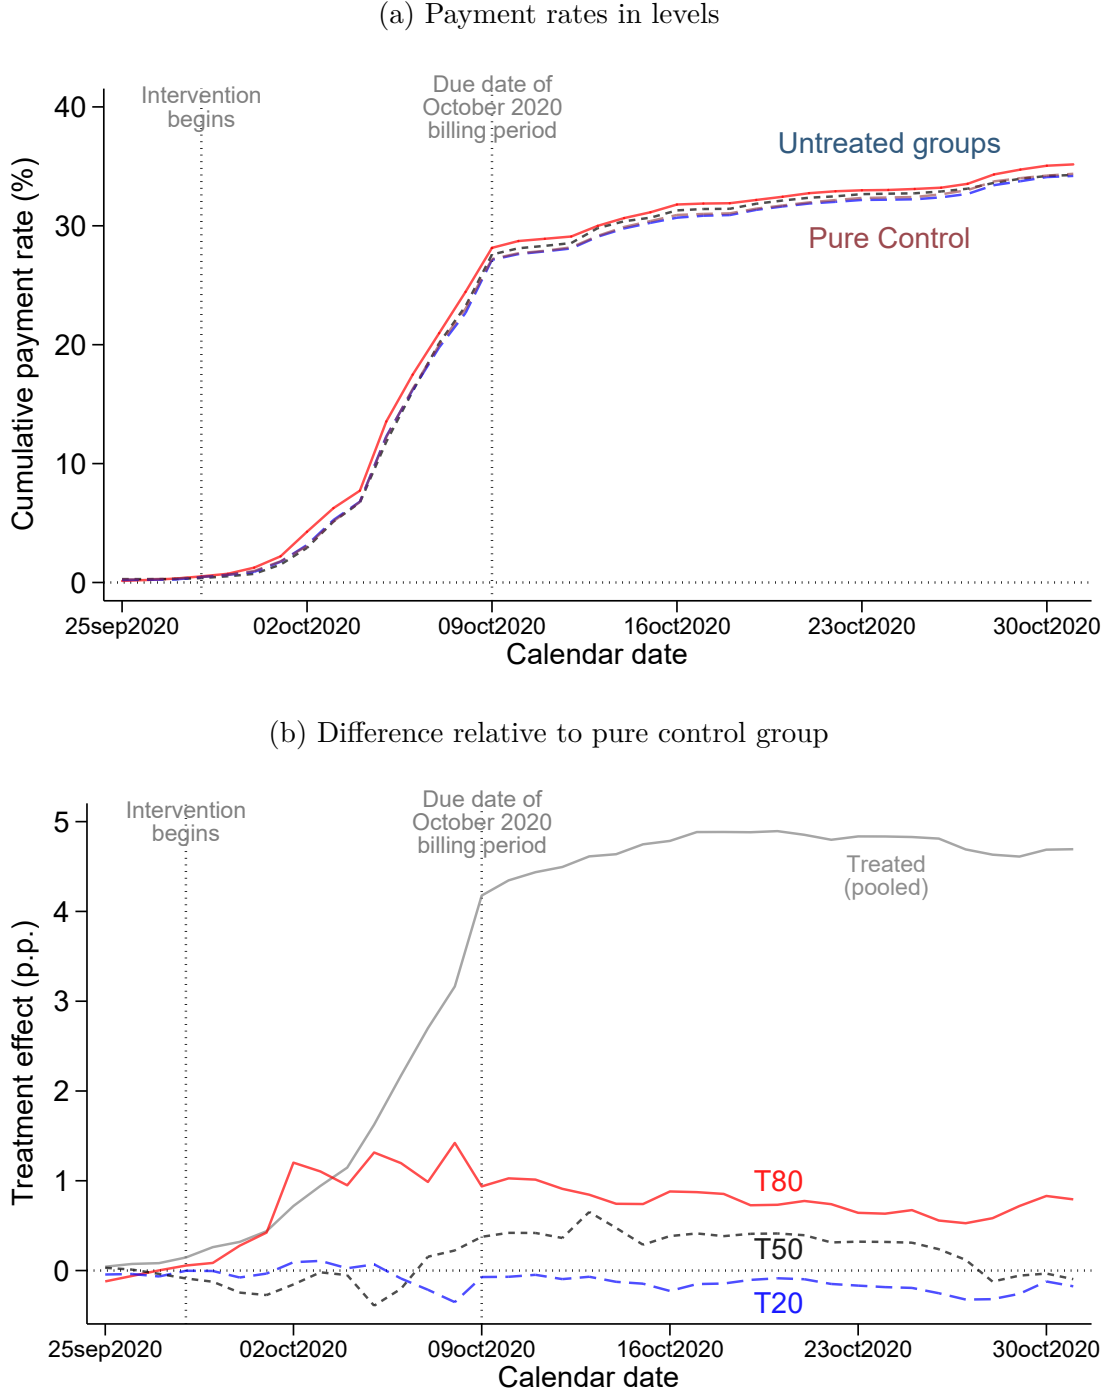 (a) Payment rates in levels
Intervention
begins
Due date of
October 2020
billing period
40
30
20
10
0
Cumulative payment rate (%)
Untreated groups
Pure Control
25sep2020
02oct2020
09oct2020
16oct2020
23oct2020
30oct2020
Calendar date
(b) Difference relative to pure control group
Intervention
begins
Due date of
October 2020
billing period
5
4
3
2
1
0
Treatment effect (p.p.)
Treated
(pooled)
T80
T50
T20
25sep2020
02oct2020
09oct2020
16oct2020
23oct2020
30oct2020
Calendar date